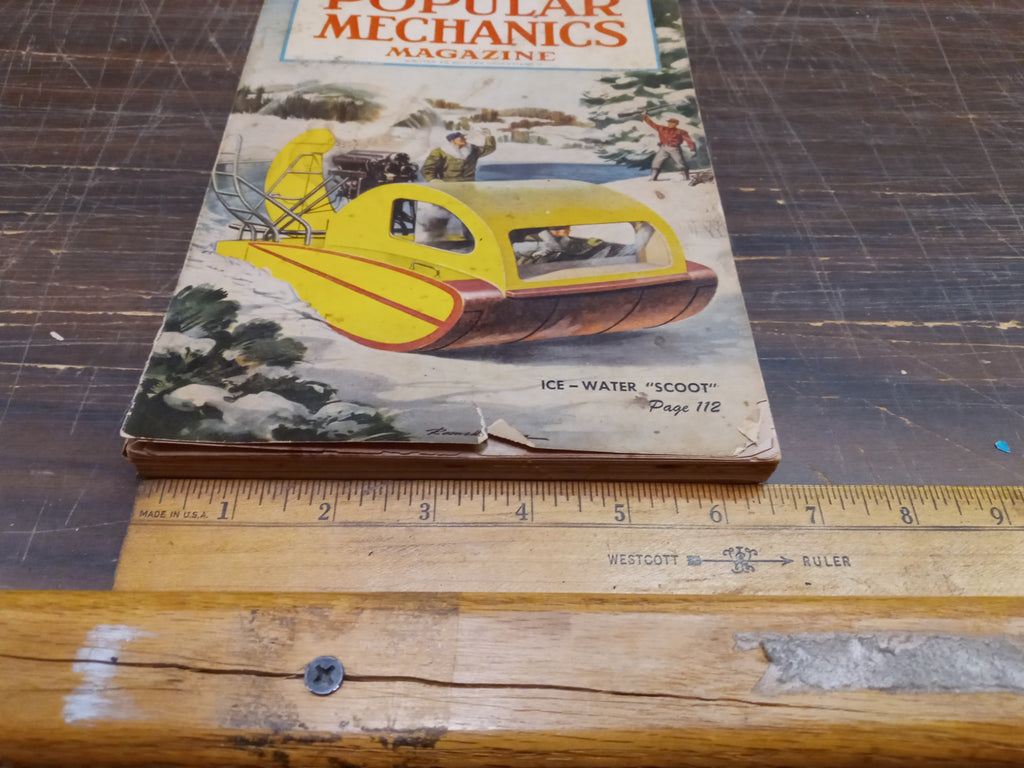 POPULAR
MECHANICS
MAGAZINE
ICE-WATER "SCOOT"
Page 112
MADE IN U.S.A.
1 2 3 4 5 6 7 8 9
WESTCOTT RULER